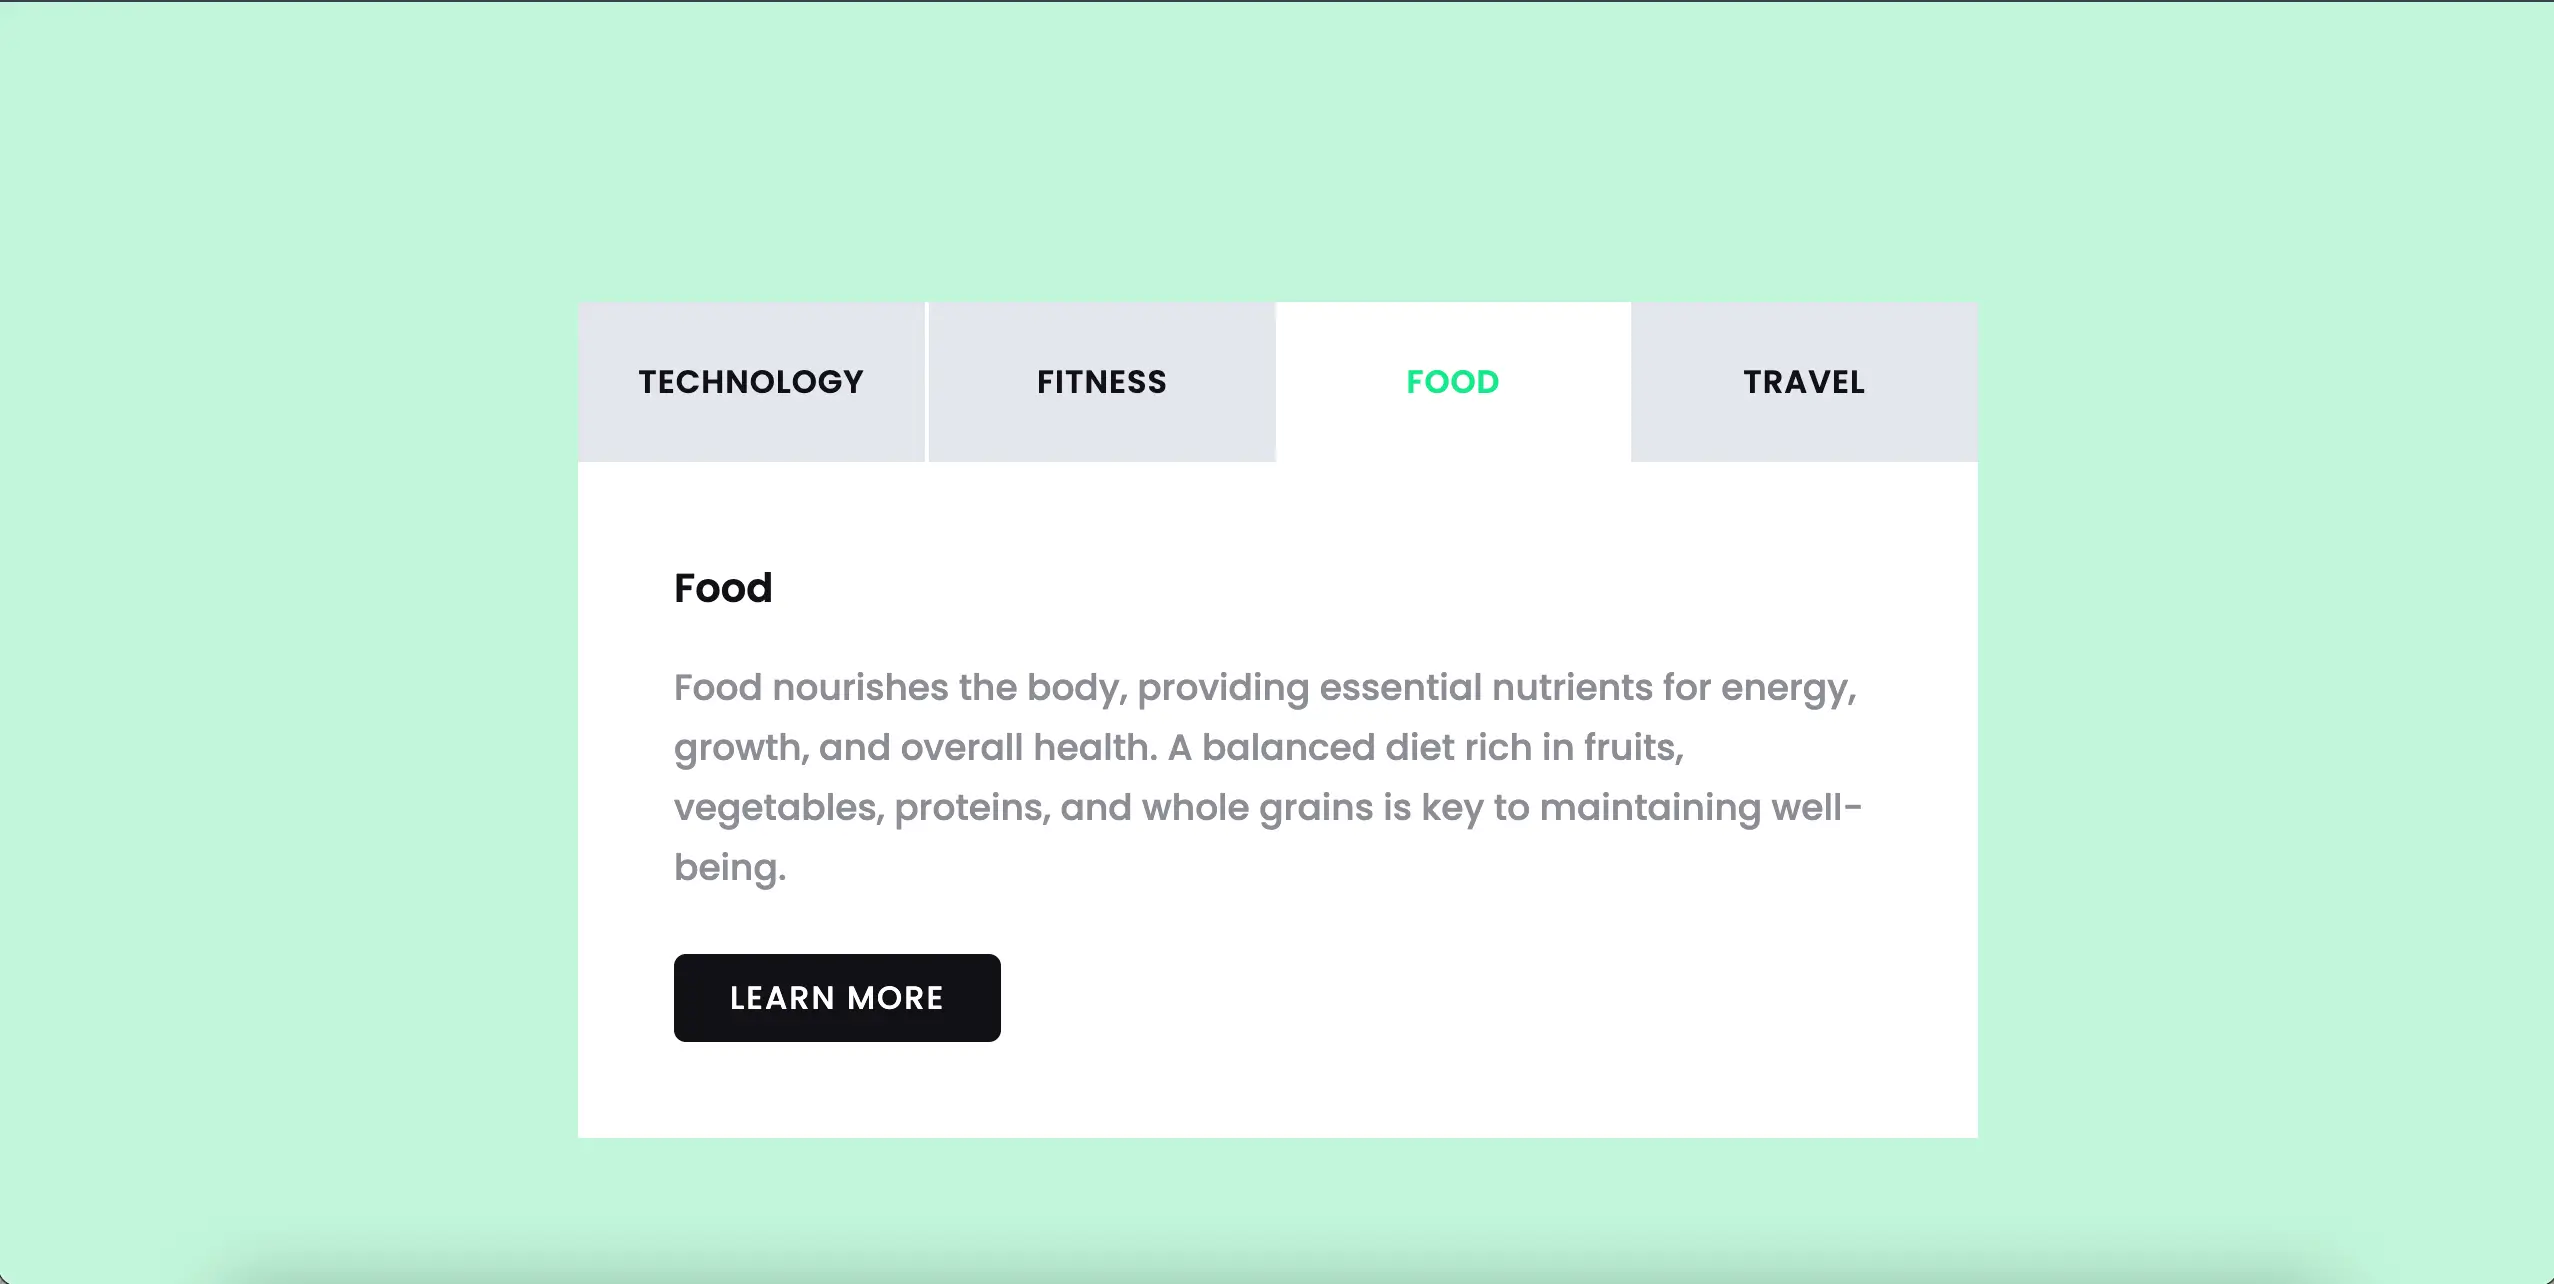 TECHNOLOGY
FITNESS
FOOD
TRAVEL
Food
Food nourishes the body, providing essential nutrients for energy,
growth, and overall health. A balanced diet rich in fruits,
vegetables, proteins, and whole grains is key to maintaining well-
being.
LEARN MORE